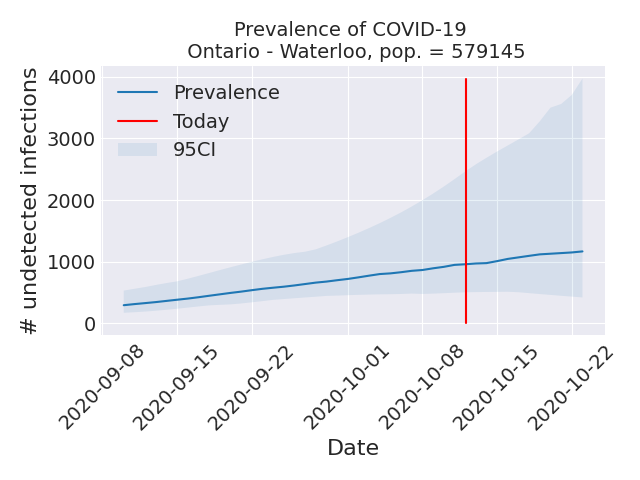 Prevalence of COVID-19
Ontario - Waterloo, pop. = 579145
# undetected infections
4000
3000
2000
1000
0
Prevalence
Today
95CI
2020-09-08
2020-09-15
2020-09-22
2020-10-01
2020-10-08
2020-10-15
2020-10-22
Date